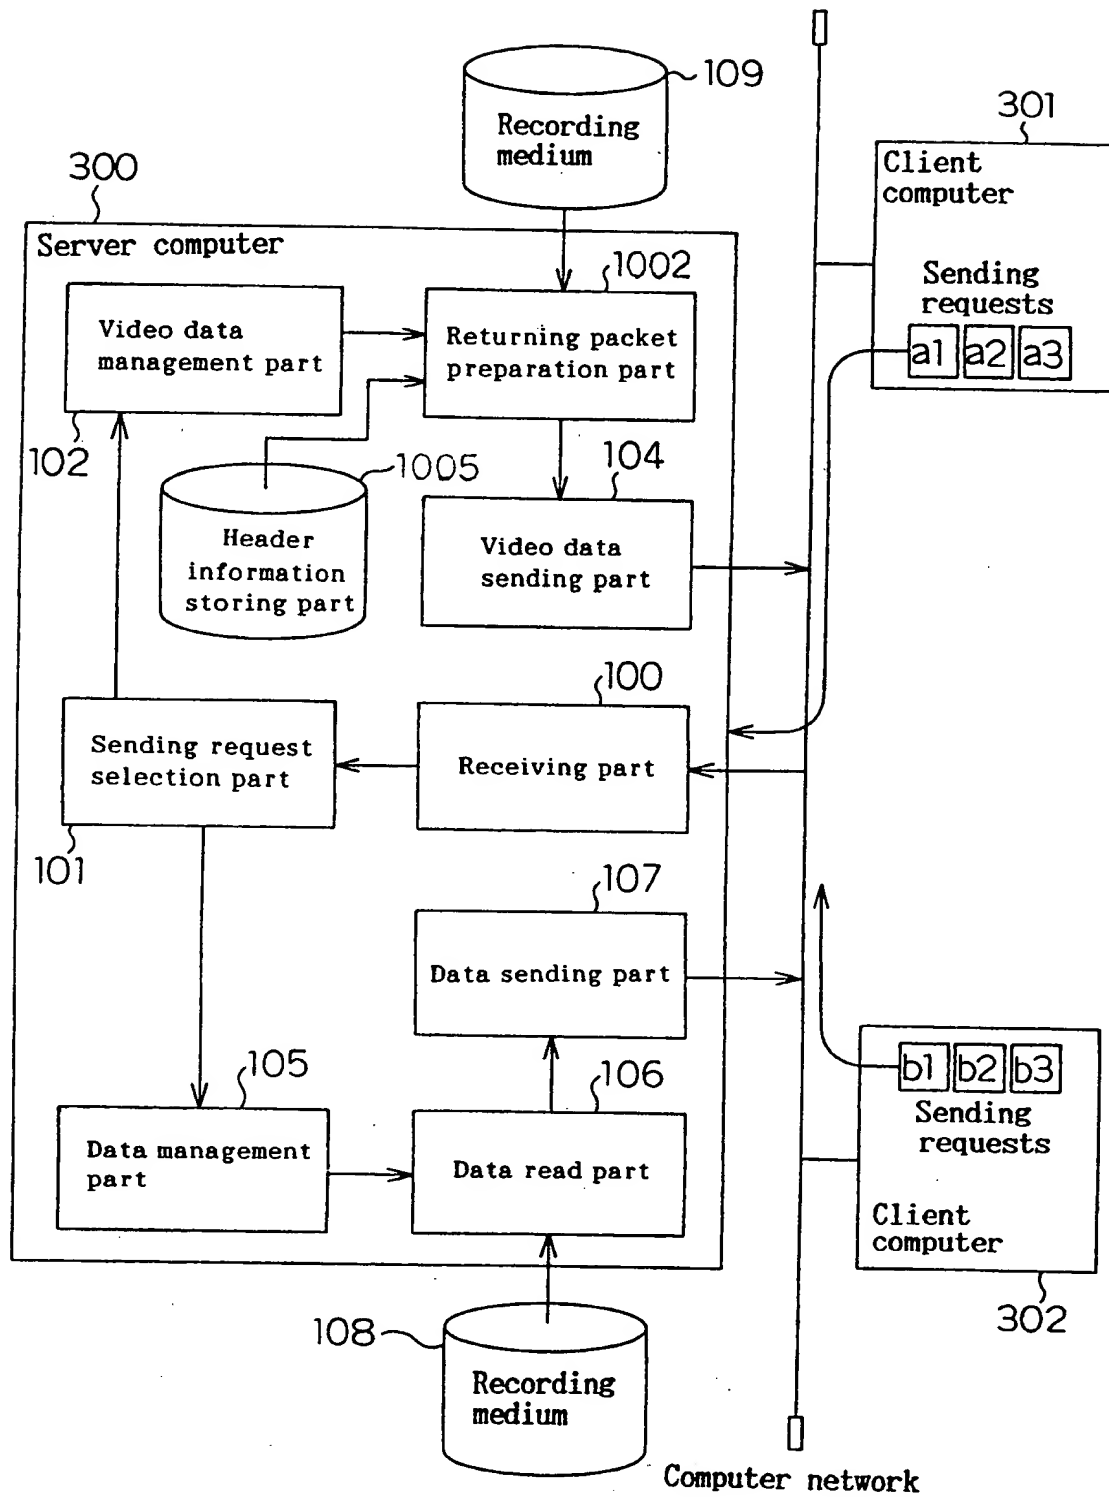 109
Recording
medium
301
Client
computer
300
Server computer
1002
Sending
requests
Video data
management part
Returning packet
preparation part
a1 a2 a3
102
1005
104
Header
information
storing part
Video data
sending part
100
Sending request
selection part
Receiving part
101
107
Data sending part
b1 b2 b3
105
106
Sending
requests
Data management
part
Data read part
Client
computer
108
302
Recording
medium
Computer network